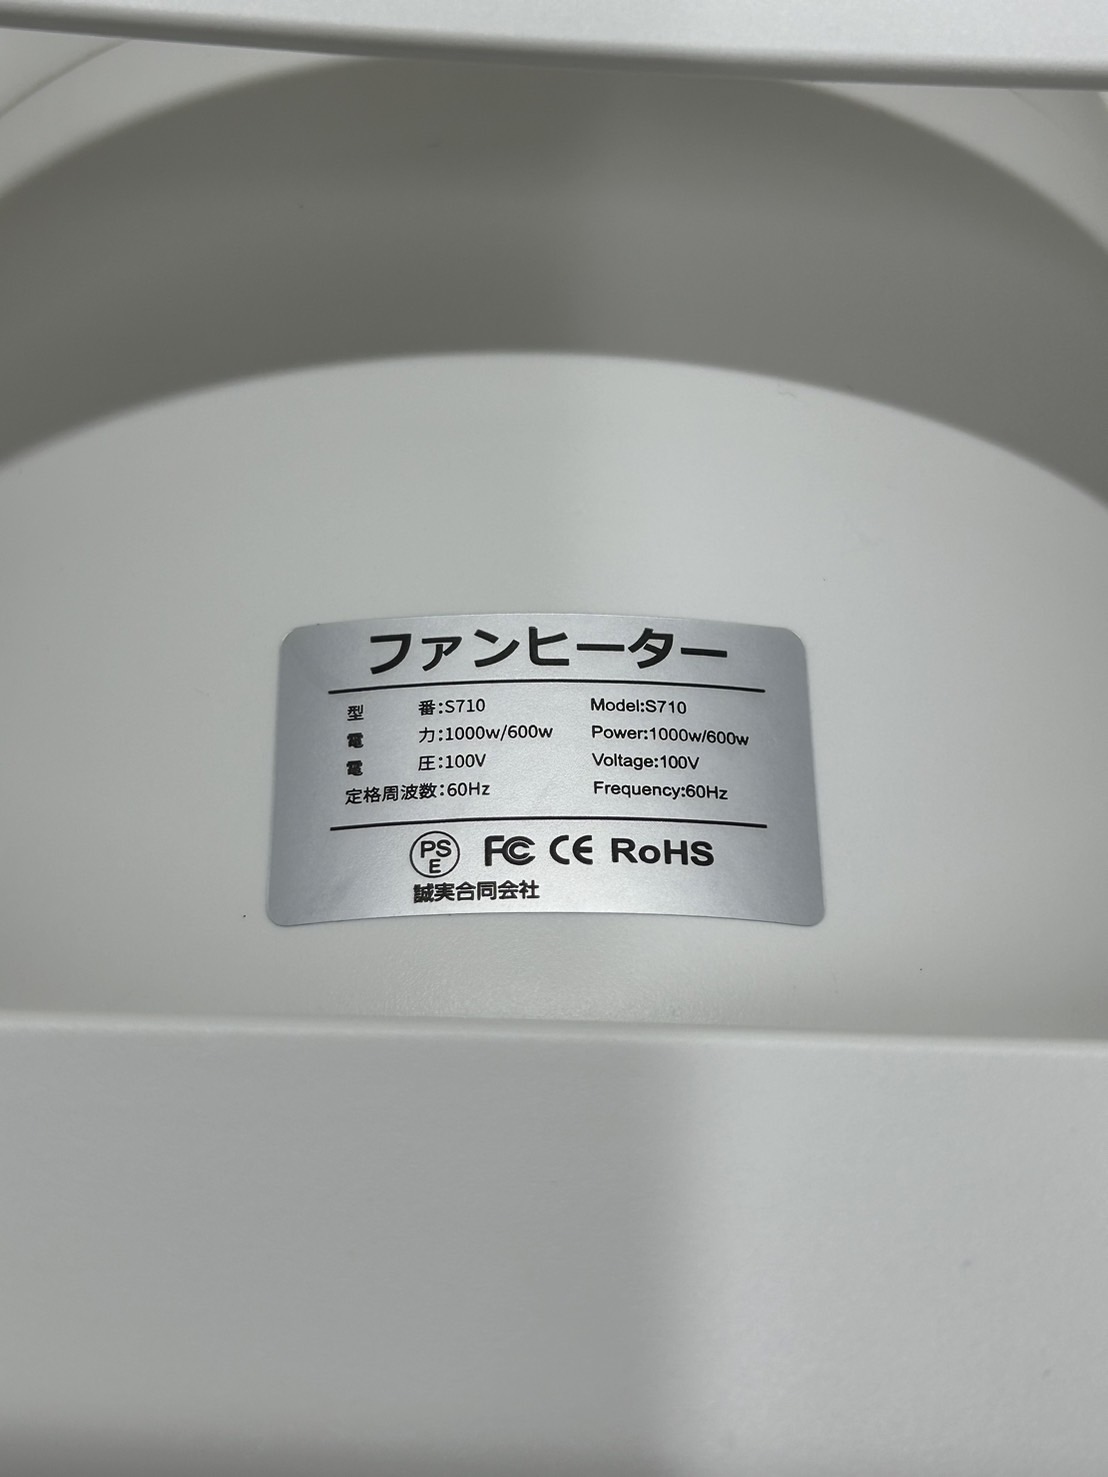 ファンヒーター
型 番:S710 Model:S710
電 力:1000w/600w Power:1000w/600w
電 圧:100V Voltage:100V
定格周波数:60Hz Frequency:60Hz
PSE FC CE RoHS
誠実合同会社